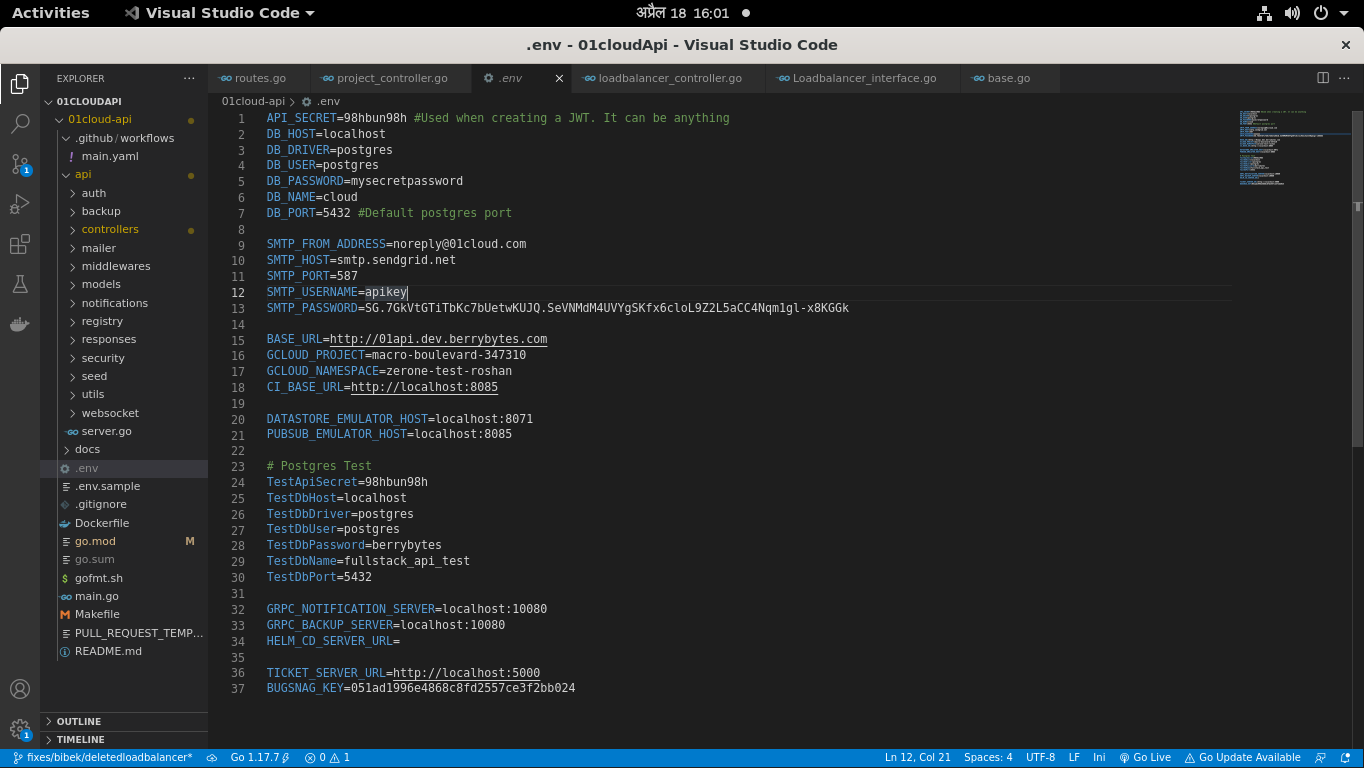 Activities
Visual Studio Code
अप्रैल 18 16:01
.env - 01cloudApi - Visual Studio Code
EXPLORER
routes.go
project_controller.go
.env
loadbalancer_controller.go
Loadbalancer_interface.go
base.go
01CLOUDAPI
01cloud-api
.github/workflows
main.yaml
api
auth
backup
controllers
mailer
middlewares
models
notifications
registry
responses
security
seed
utils
websocket
server.go
docs
.env
.env.sample
.gitignore
Dockerfile
go.mod M
go.sum
gofmt.sh
main.go
Makefile
PULL_REQUEST_TEMP...
README.md
OUTLINE
TIMELINE
1
1
01cloud-api > .env
1 API_SECRET=98hbun98h #Used when creating a JWT. It can be anything
2 DB_HOST=localhost
3 DB_DRIVER=postgres
4 DB_USER=postgres
5 DB_PASSWORD=mysecretpassword
6 DB_NAME=cloud
7 DB_PORT=5432 #Default postgres port
8
9 SMTP_FROM_ADDRESS=noreply@01cloud.com
10 SMTP_HOST=smtp.sendgrid.net
11 SMTP_PORT=587
12 SMTP_USERNAME=apikey
13 SMTP_PASSWORD=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
14
15 BASE_URL=http://01api.dev.berrybytes.com
16 GCLOUD_PROJECT=macro-boulevard-347310
17 GCLOUD_NAMESPACE=zerone-test-roshan
18 CI_BASE_URL=http://localhost:8085
19
20 DATASTORE_EMULATOR_HOST=localhost:8071
21 PUBSUB_EMULATOR_HOST=localhost:8085
22
23 # Postgres Test
24 TestApiSecret=98hbun98h
25 TestDbHost=localhost
26 TestDbDriver=postgres
27 TestDbUser=postgres
28 TestDbPassword=berrybytes
29 TestDbName=fullstack_api_test
30 TestDbPort=5432
31
32 GRPC_NOTIFICATION_SERVER=localhost:10080
33 GRPC_BACKUP_SERVER=localhost:10080
34 HELM_CD_SERVER_URL=
35
36 TICKET_SERVER_URL=http://localhost:5000
37 BUGSNAG_KEY=051ad1996e4868c8fd2557ce3f2bb024
fixes/bibek/deletedloadbalancer* Go 1.17.7 0 1 Ln 12, Col 21 Spaces: 4 UTF-8 LF Ini Go Live Go Update Available